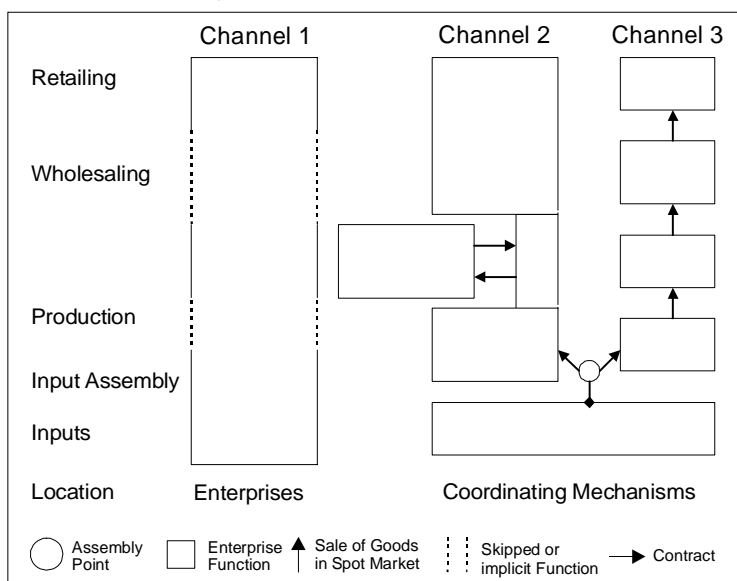 Channel 1 Channel 2 Channel 3
Retailing
Wholesaling
Production
Input Assembly
Inputs
Location Enterprises Coordinating Mechanisms
Assembly
Point
Enterprise
Function
Sale of Goods
in Spot Market
Skipped or
implicit Function
Contract